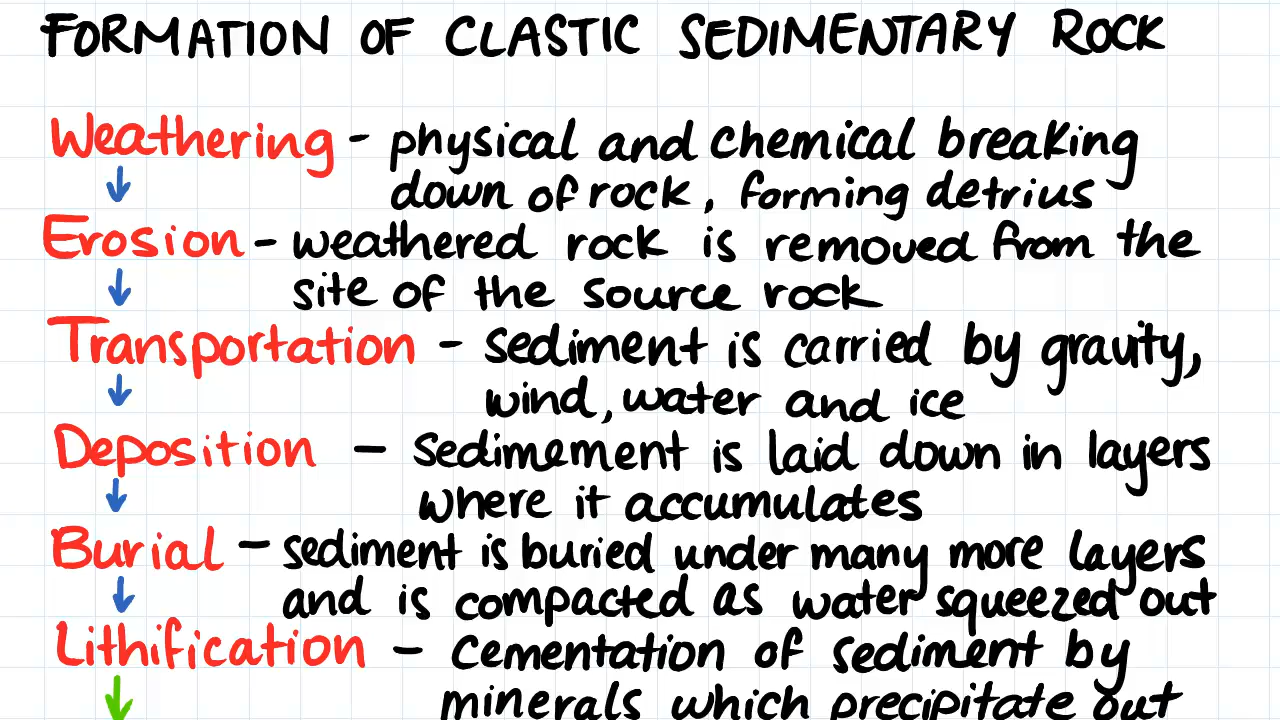 FORMATION OF CLASTIC SEDIMENTARY ROCK
Weathering - physical and chemical breaking
down of rock, forming detrius
Erosion - weathered rock is removed from the
site of the source rock
Transportation - sediment is carried by gravity,
wind, water and ice
Deposition - sedimement is laid down in layers
where it accumulates
Burial - sediment is buried under many more layers
and is compacted as water squeezed out
Lithification - cementation of sediment by
minerals which precipitate out